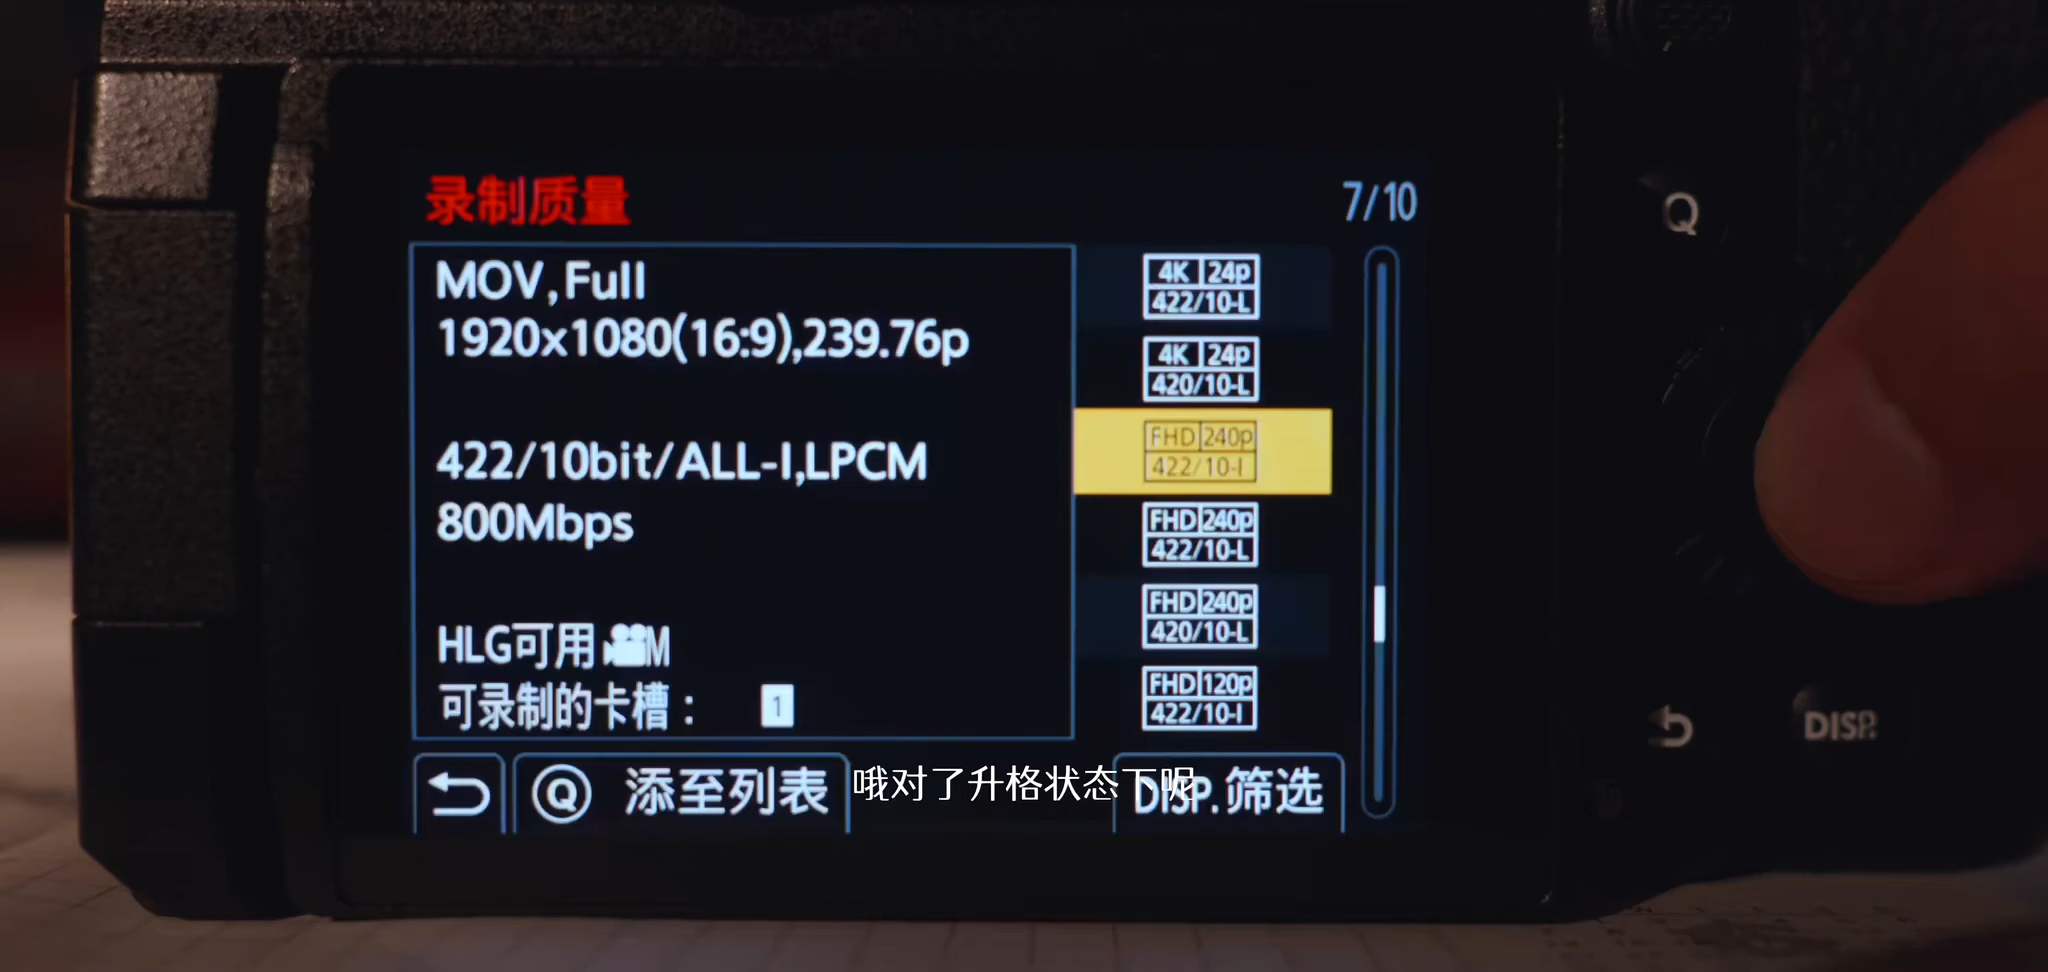 录制质量
7/10
MOV,Full
1920x1080(16:9),239.76p
422/10bit/ALL-I,LPCM
800Mbps
HLG可用 M
可录制的卡槽: 1
4K 24p
422/10-L
4K 24p
420/10-L
FHD 240p
422/10-I
FHD 240p
422/10-L
FHD 240p
420/10-L
FHD 120p
422/10-I
Q 添至列表
DISP.筛选
哦对了升格状态下呢
Q
DISP.